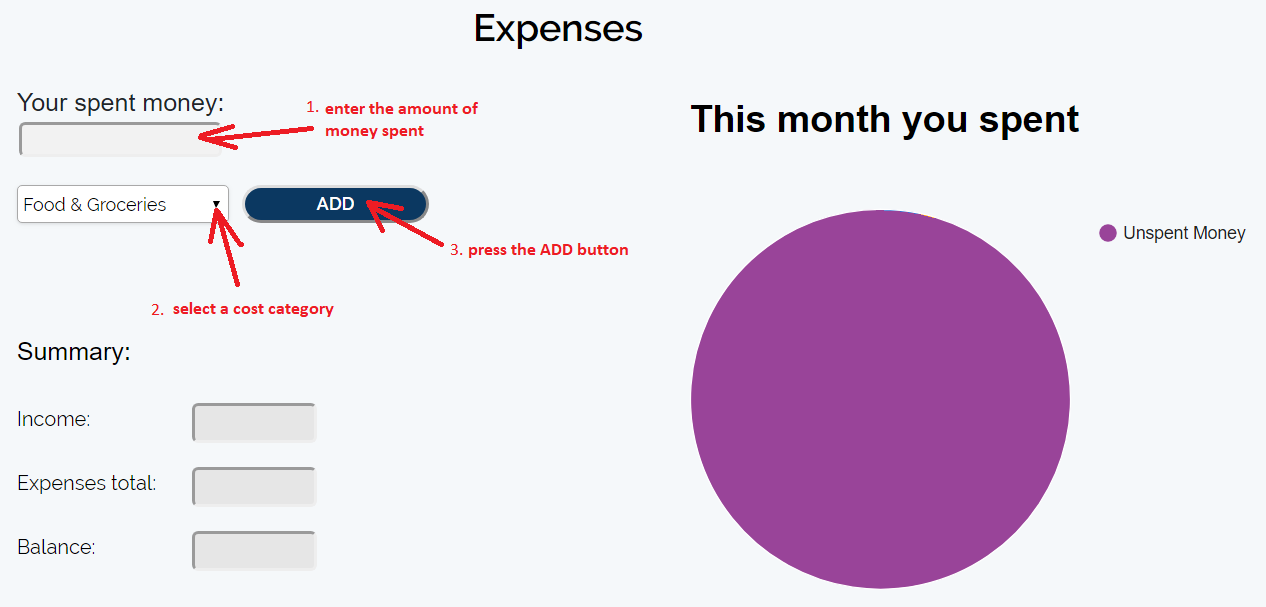 Expenses
Your spent money:
1. enter the amount of
money spent
Food & Groceries
ADD
3. press the ADD button
2. select a cost category
Summary:
Income:
Expenses total:
Balance:
This month you spent
Unspent Money